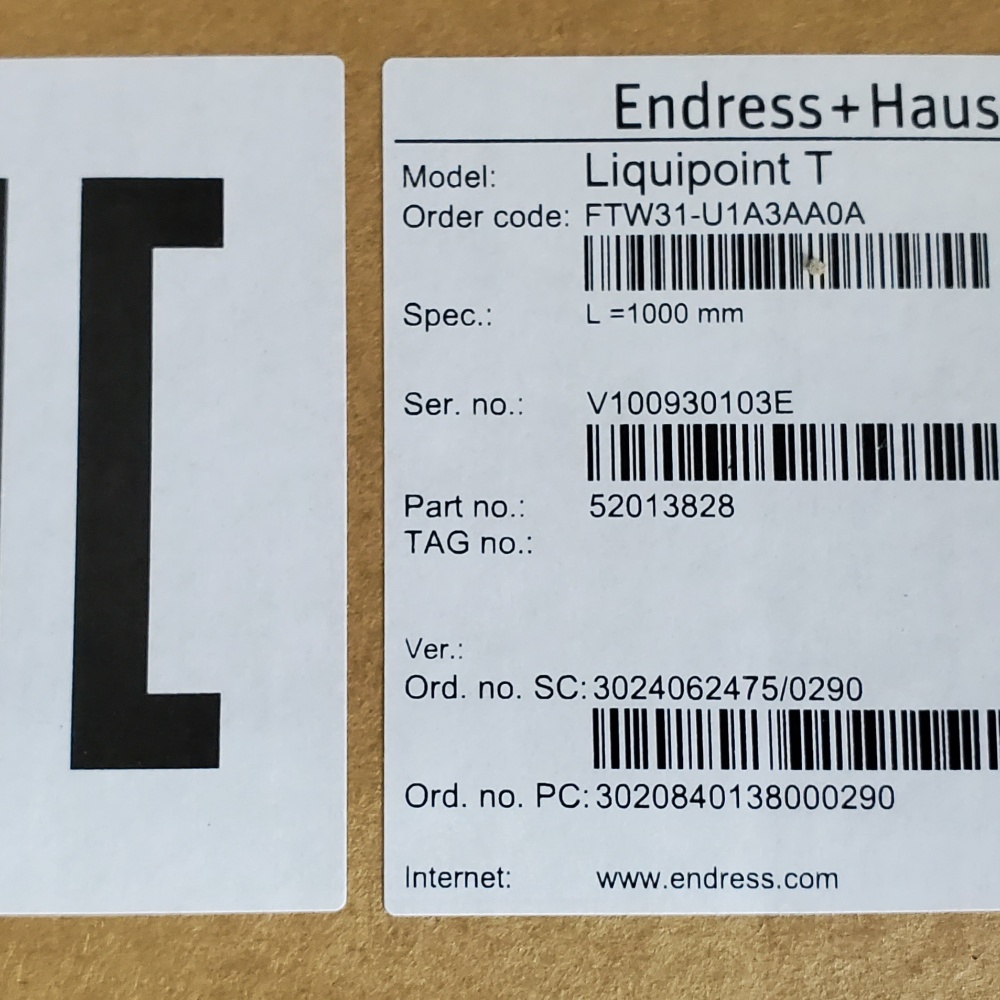 Endress+Haus
Model: Liquipoint T
Order code: FTW31-U1A3AA0A
Spec.: L =1000 mm
Ser. no.: V100930103E
Part no.: 52013828
TAG no.:
Ver.:
Ord. no. SC: 3024062475/0290
Ord. no. PC: 3020840138000290
Internet: www.endress.com